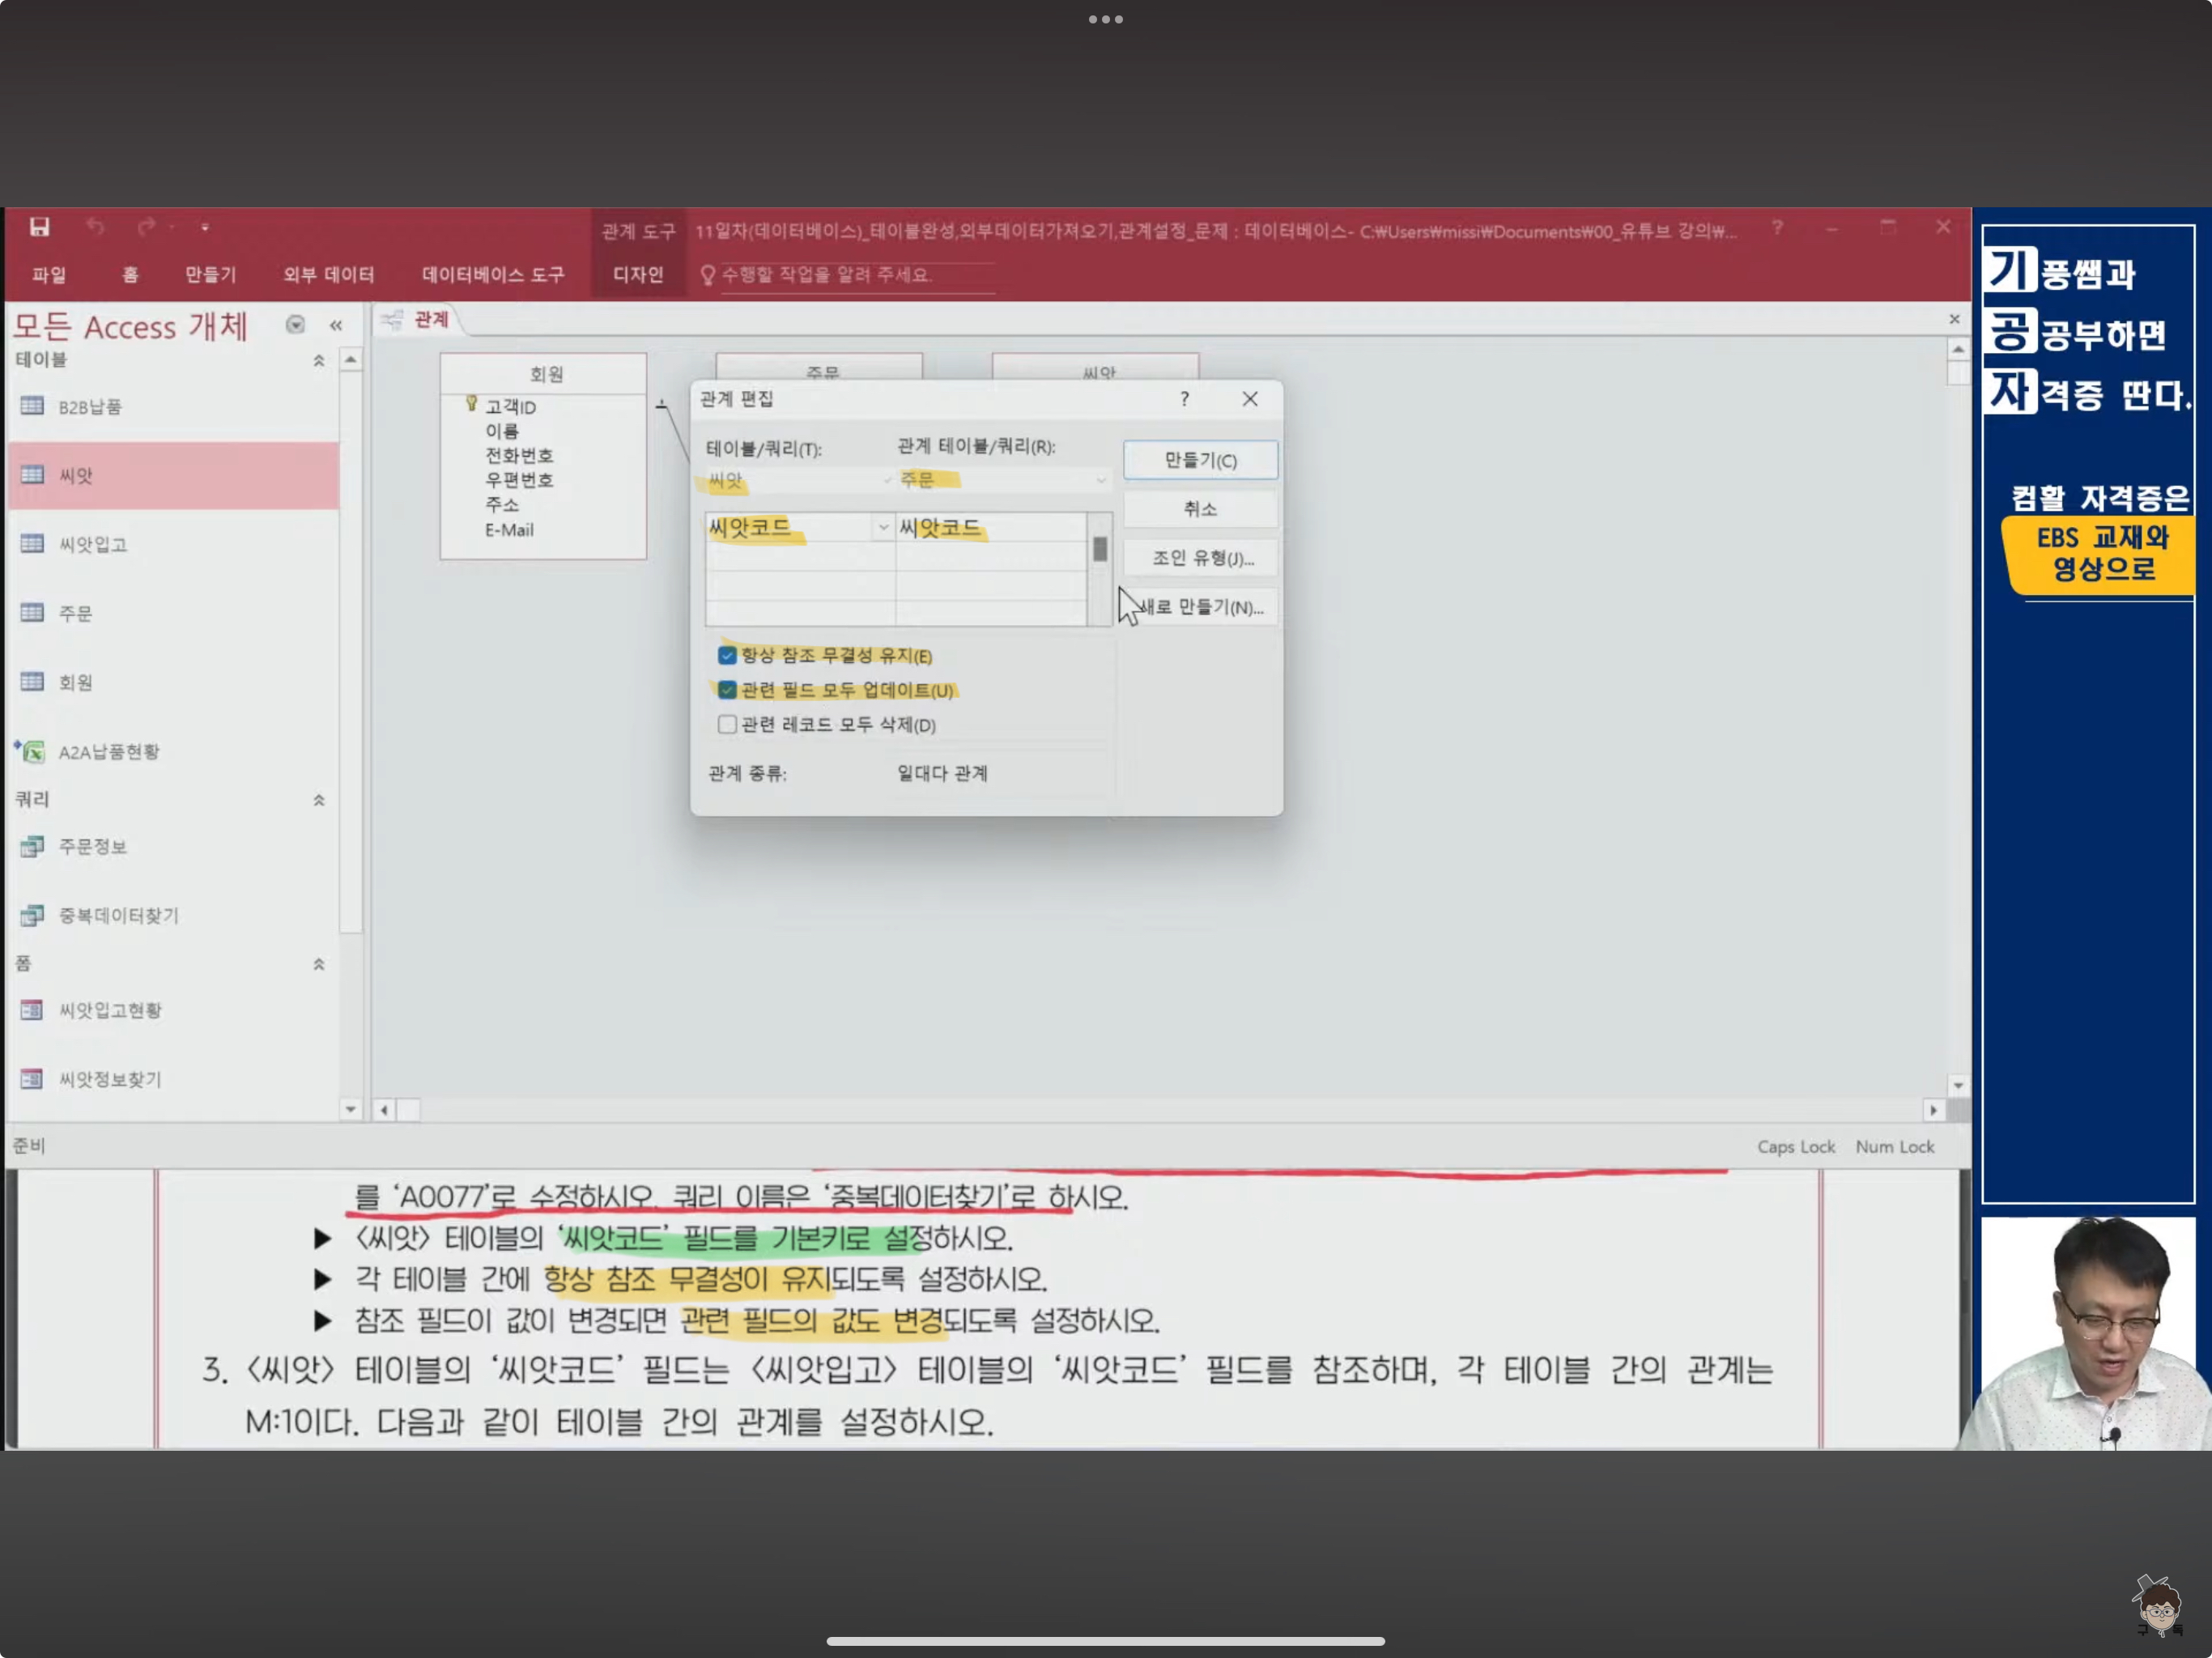 관계 도구
11일차(데이터베이스)_테이블완성,외부데이터가져오기,관계설정_문제 : 데이터베이스- C:₩Users₩missi₩Documents₩00_유튜브 강의₩...
?
파일 홈 만들기 외부 데이터 데이터베이스 도구 디자인 수행할 작업을 알려 주세요.
모든 Access 개체
테이블
B2B납품
씨앗
씨앗입고
주문
회원
A2A납품현황
쿼리
주문정보
중복데이터찾기
폼
씨앗입고현황
씨앗정보찾기
관계
회원
고객ID
이름
전화번호
우편번호
주소
E-Mail
주문
씨앗
관계 편집
?
테이블/쿼리(T): 관계 테이블/쿼리(R):
씨앗 주문
씨앗코드 씨앗코드
항상 참조 무결성 유지(E)
관련 필드 모두 업데이트(U)
관련 레코드 모두 삭제(D)
관계 종류: 일대다 관계
만들기(C)
취소
조인 유형(J)...
새로 만들기(N)...
준비
Caps Lock Num Lock
를 ‘A0077’로 수정하시오. 쿼리 이름은 ‘중복데이터찾기’로 하시오.
▶ 〈씨앗〉 테이블의 ‘씨앗코드’ 필드를 기본키로 설정하시오.
▶ 각 테이블 간에 항상 참조 무결성이 유지되도록 설정하시오.
▶ 참조 필드이 값이 변경되면 관련 필드의 값도 변경되도록 설정하시오.
3. 〈씨앗〉 테이블의 ‘씨앗코드’ 필드는 〈씨앗입고〉 테이블의 ‘씨앗코드’ 필드를 참조하며, 각 테이블 간의 관계는
M:1이다. 다음과 같이 테이블 간의 관계를 설정하시오.
기풍쌤과
공공부하면
자격증 딴다.
컴활 자격증은
EBS 교재와
영상으로
구독